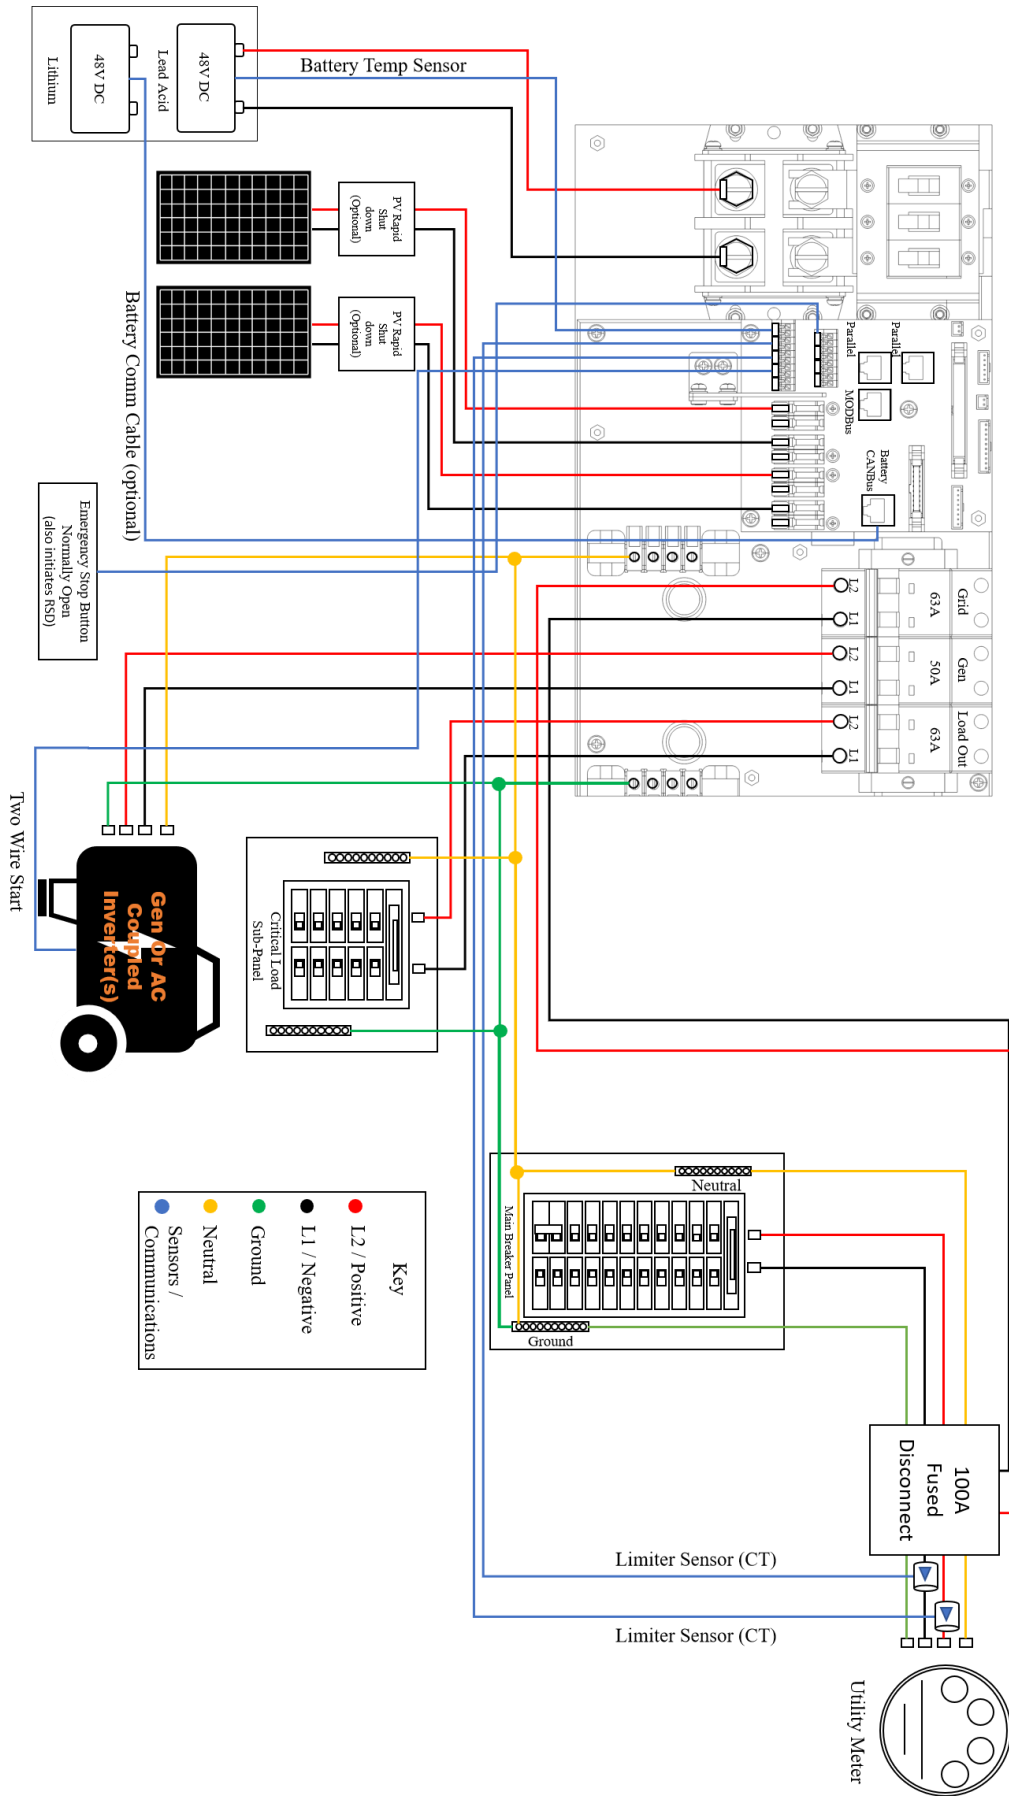 Battery Temp Sensor
48V DC
Lead Acid
48V DC
Lithium
PV Rapid
Shut
down
(Optional)
PV Rapid
Shut
down
(Optional)
Battery Comm Cable (optional)
Emergency Stop Button
Normally Open
(also initiates RSD)
Parallel
Parallel
MODBus
Battery
CANBus
Grid
63A
L2
L1
Gen
50A
L2
L1
Load Out
63A
L2
L1
Two Wire Start
Gen Or AC
Coupled
Inverter(s)
Critical Load
Sub-Panel
Neutral
Main Breaker Panel
Ground
Key
L2 / Positive
L1 / Negative
Ground
Neutral
Sensors /
Communications
100A
Fused
Disconnect
Limiter Sensor (CT)
Limiter Sensor (CT)
Utility Meter